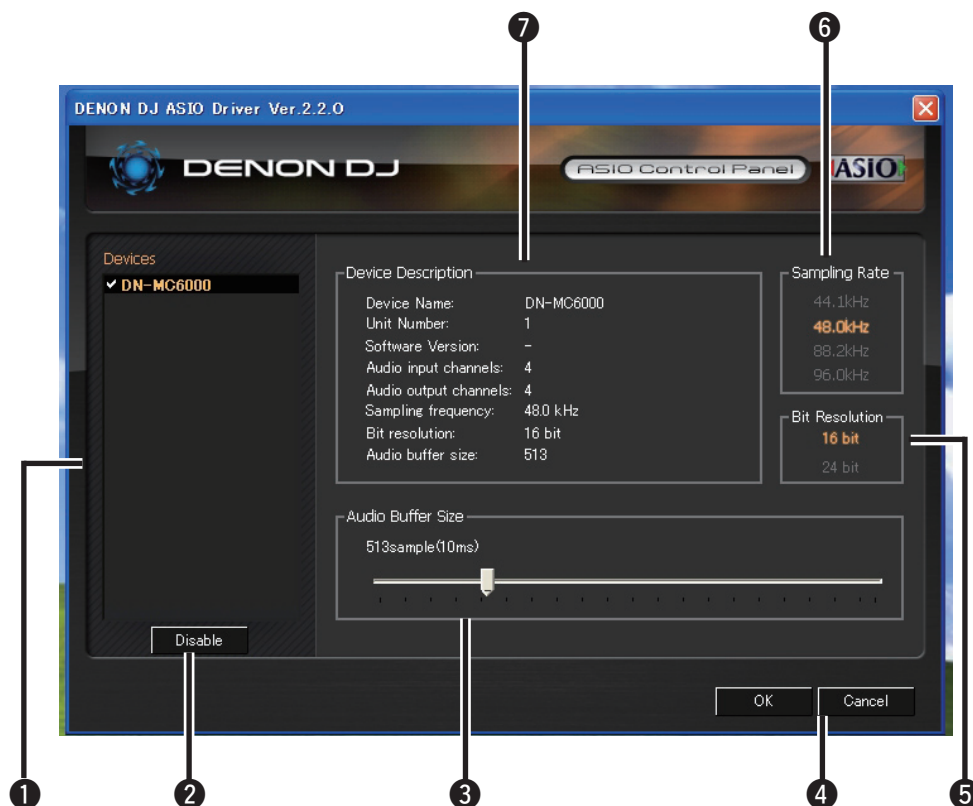 7
6
DENON DJ ASIO Driver Ver.2.2.0
DENON DJ
ASIO Control Panel
ASIO
Devices
✓ DN-MC6000
Device Description
Device Name: DN-MC6000
Unit Number: 1
Software Version: -
Audio input channels: 4
Audio output channels: 4
Sampling frequency: 48.0 kHz
Bit resolution: 16 bit
Audio buffer size: 513
Sampling Rate
44.1kHz
48.0kHz
88.2kHz
96.0kHz
Bit Resolution
16 bit
24 bit
Audio Buffer Size
513sample(10ms)
Disable
OK
Cancel
1
2
3
4
5